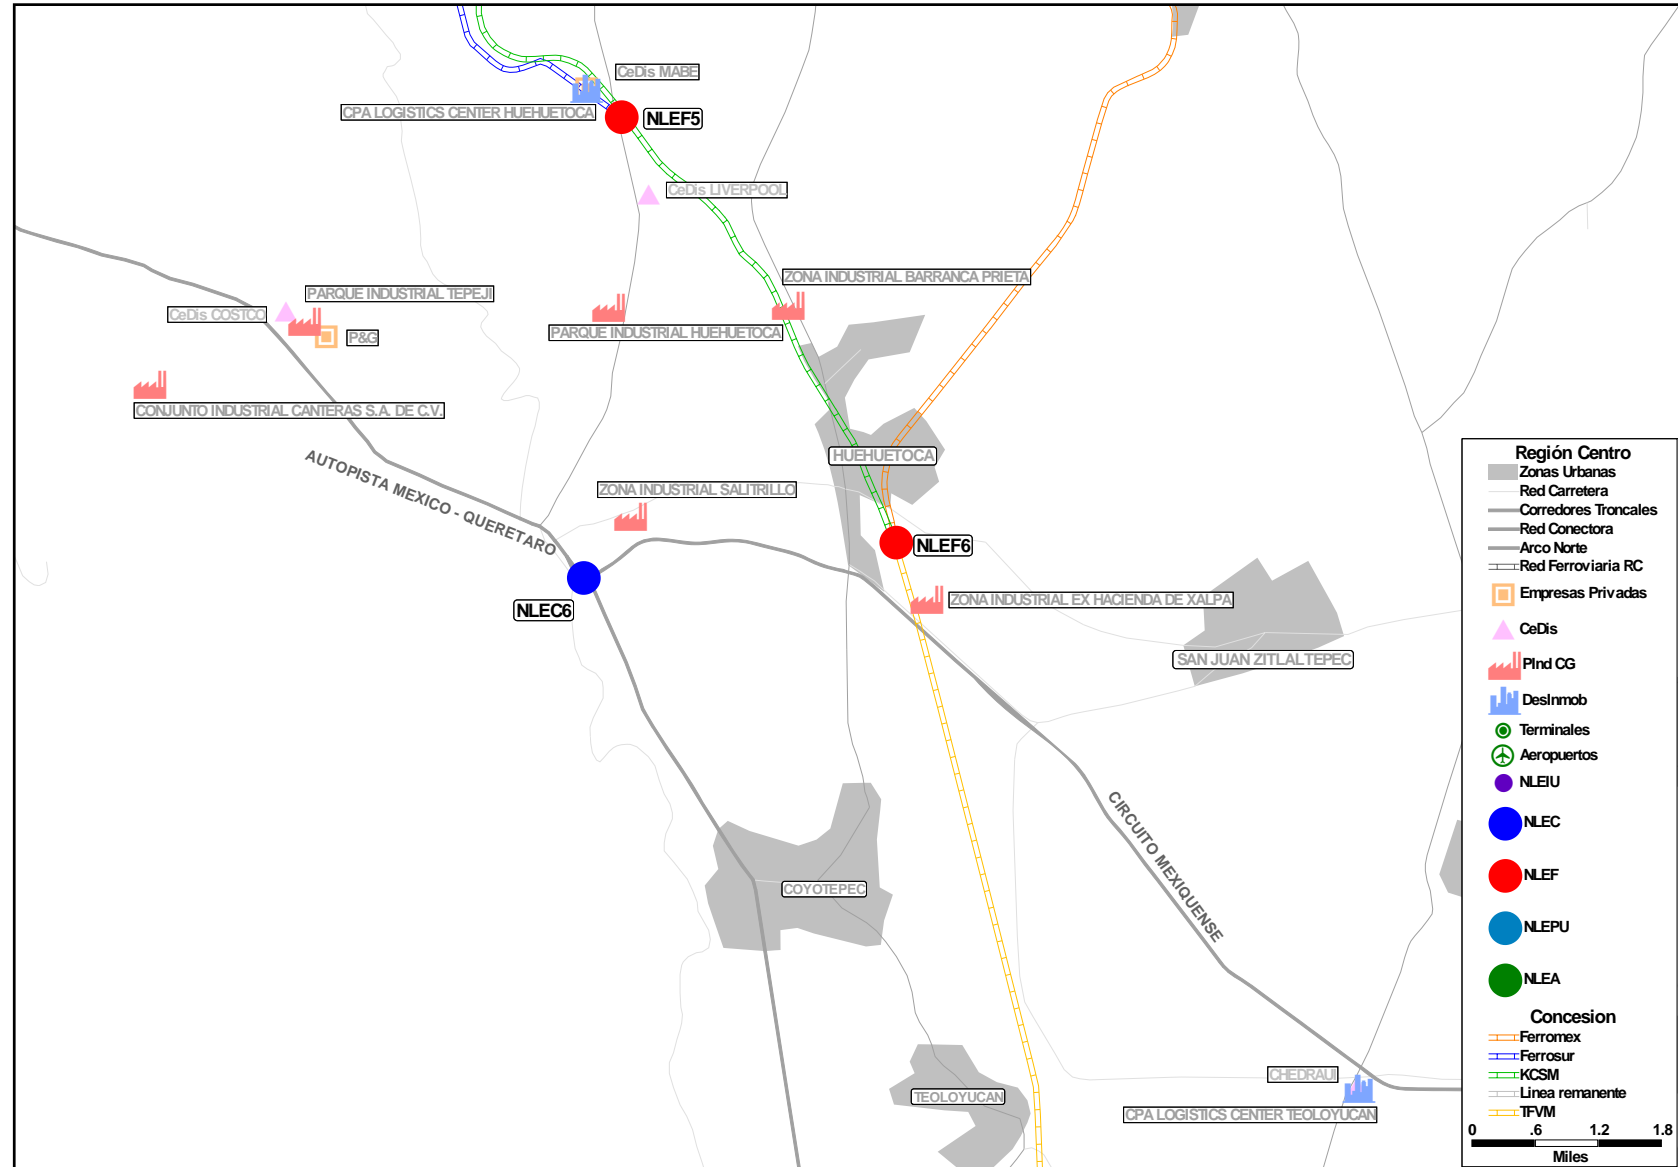 CeDis MABE
CPA LOGISTICS CENTER HUEHUETOCA
NLEF5
CeDis LIVERPOOL
ZONA INDUSTRIAL BARRANCA PRIETA
PARQUE INDUSTRIAL TEPEJI
CeDis COSTCO
P&G
PARQUE INDUSTRIAL HUEHUETOCA
CONJUNTO INDUSTRIAL CANTERAS S.A. DE C.V.
AUTOPISTA MEXICO - QUERETARO
HUEHUETOCA
ZONA INDUSTRIAL SALITRILLO
NLEF6
NLEC6
ZONA INDUSTRIAL EX HACIENDA DE XALPA
SAN JUAN ZITLALTEPEC
CIRCUITO MEXIQUENSE
COYOTEPEC
TEOLOYUCAN
CHEDRAUI
CPA LOGISTICS CENTER TEOLOYUCAN
Región Centro
Zonas Urbanas
Red Carretera
Corredores Troncales
Red Conectora
Arco Norte
Red Ferroviaria RC
Empresas Privadas
CeDis
PInd CG
DesInmob
Terminales
Aeropuertos
NLEIU
NLEC
NLEF
NLEPU
NLEA
Concesion
Ferromex
Ferrosur
KCSM
Linea remanente
TFVM
0 .6 1.2 1.8
Miles